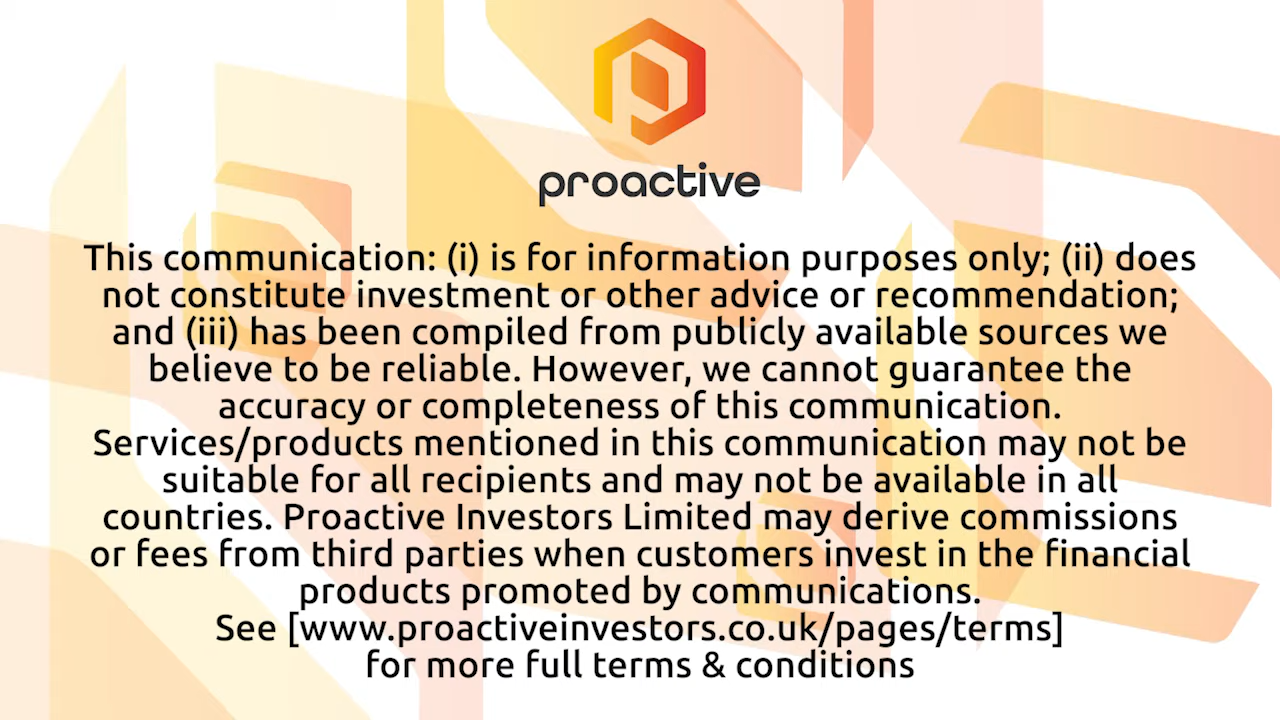 proactive
This communication: (i) is for information purposes only; (ii) does
not constitute investment or other advice or recommendation;
and (iii) has been compiled from publicly available sources we
believe to be reliable. However, we cannot guarantee the
accuracy or completeness of this communication.
Services/products mentioned in this communication may not be
suitable for all recipients and may not be available in all
countries. Proactive Investors Limited may derive commissions
or fees from third parties when customers invest in the financial
products promoted by communications.
See [www.proactiveinvestors.co.uk/pages/terms]
for more full terms & conditions